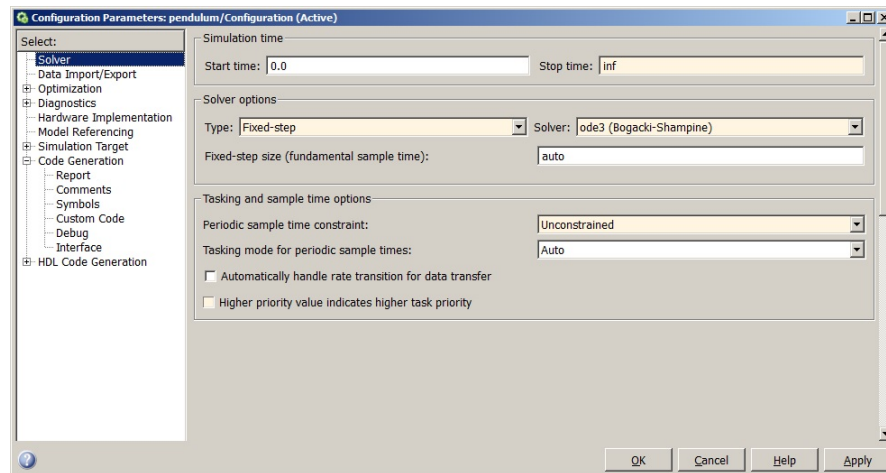 Configuration Parameters: pendulum/Configuration (Active)
Select:
Solver
Data Import/Export
Optimization
Diagnostics
Hardware Implementation
Model Referencing
Simulation Target
Code Generation
Report
Comments
Symbols
Custom Code
Debug
Interface
HDL Code Generation
Simulation time
Start time: 0.0 Stop time: inf
Solver options
Type: Fixed-step Solver: ode3 (Bogacki-Shampine)
Fixed-step size (fundamental sample time): auto
Tasking and sample time options
Periodic sample time constraint: Unconstrained
Tasking mode for periodic sample times: Auto
Automatically handle rate transition for data transfer
Higher priority value indicates higher task priority
OK Cancel Help Apply